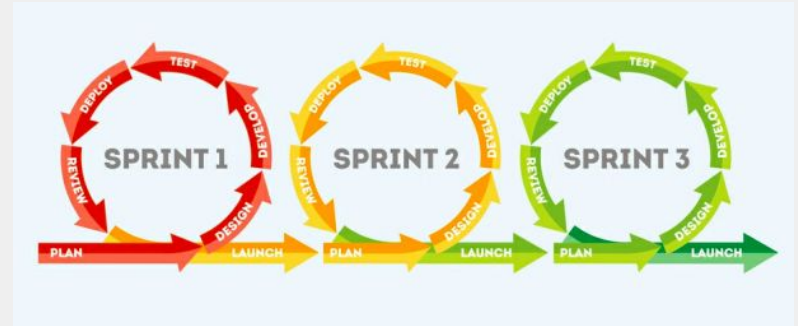 TEST
DEPLOY
DEVELOP
SPRINT 1
REVIEW
DESIGN
PLAN
LAUNCH
TEST
DEPLOY
DEVELOP
SPRINT 2
REVIEW
DESIGN
PLAN
LAUNCH
TEST
DEPLOY
DEVELOP
SPRINT 3
REVIEW
DESIGN
PLAN
LAUNCH